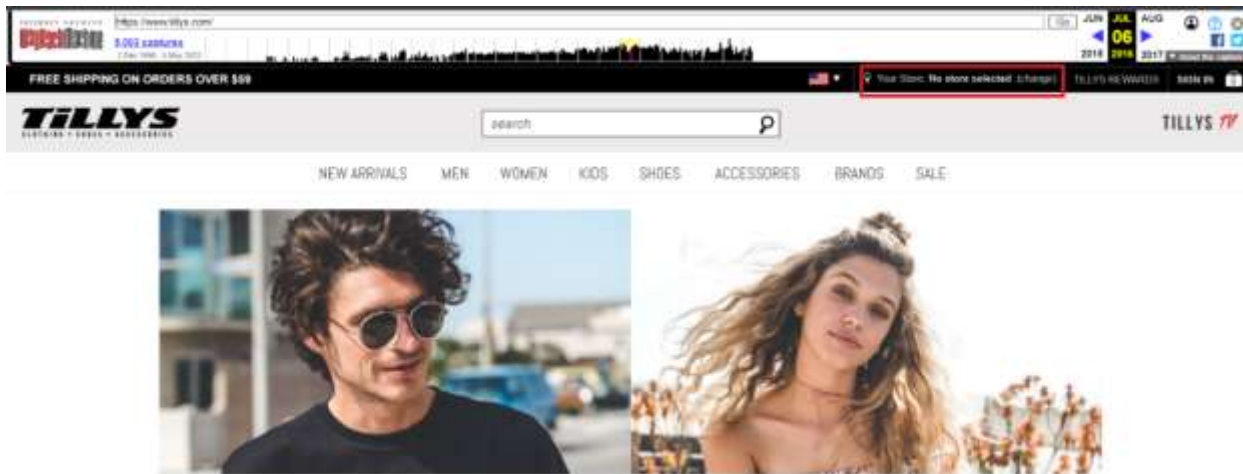 INTERNET ARCHIVE
https://www.tillys.com/
Go
JUN
JUL
AUG
06
2016
2017
FREE SHIPPING ON ORDERS OVER $59
Your Store: No store selected (change)
TILLYS REWARDS
SIGN IN
TILLYS
CLOTHING • SHOES • ACCESSORIES
search
TILLYS TV
NEW ARRIVALS
MEN
WOMEN
KIDS
SHOES
ACCESSORIES
BRANDS
SALE